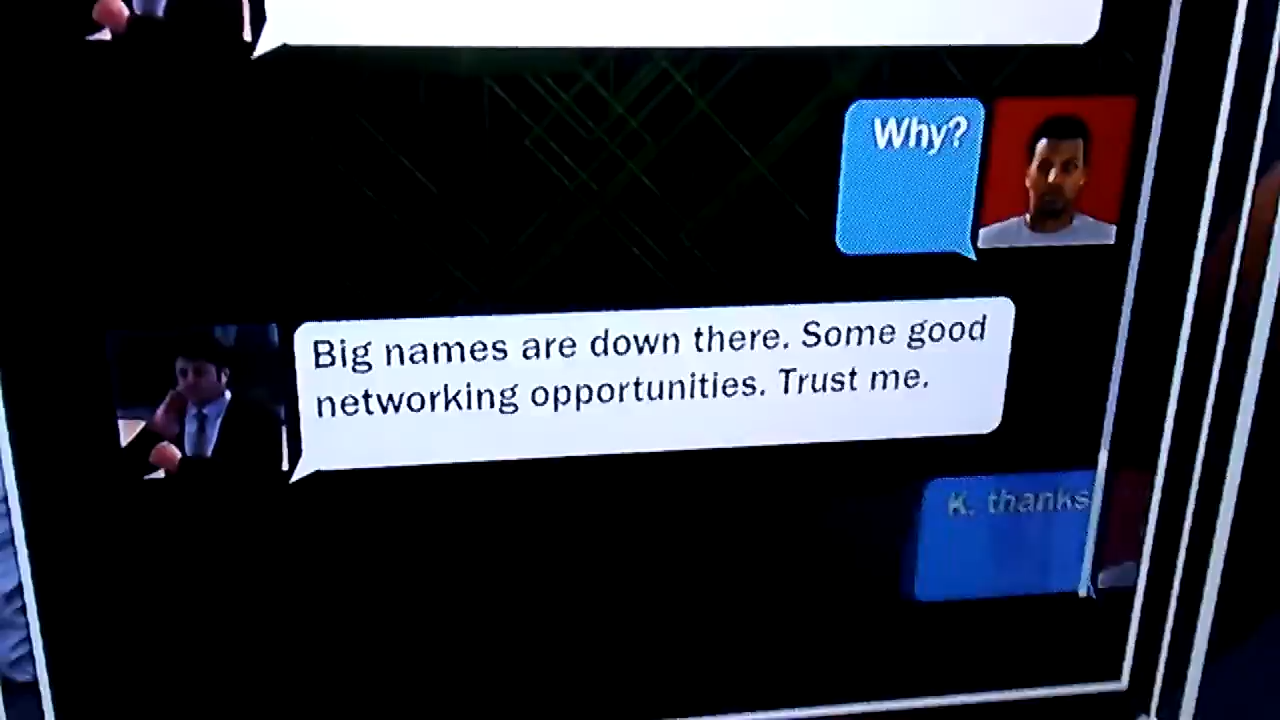 Why?
Big names are down there. Some good
networking opportunities. Trust me.
K. thanks